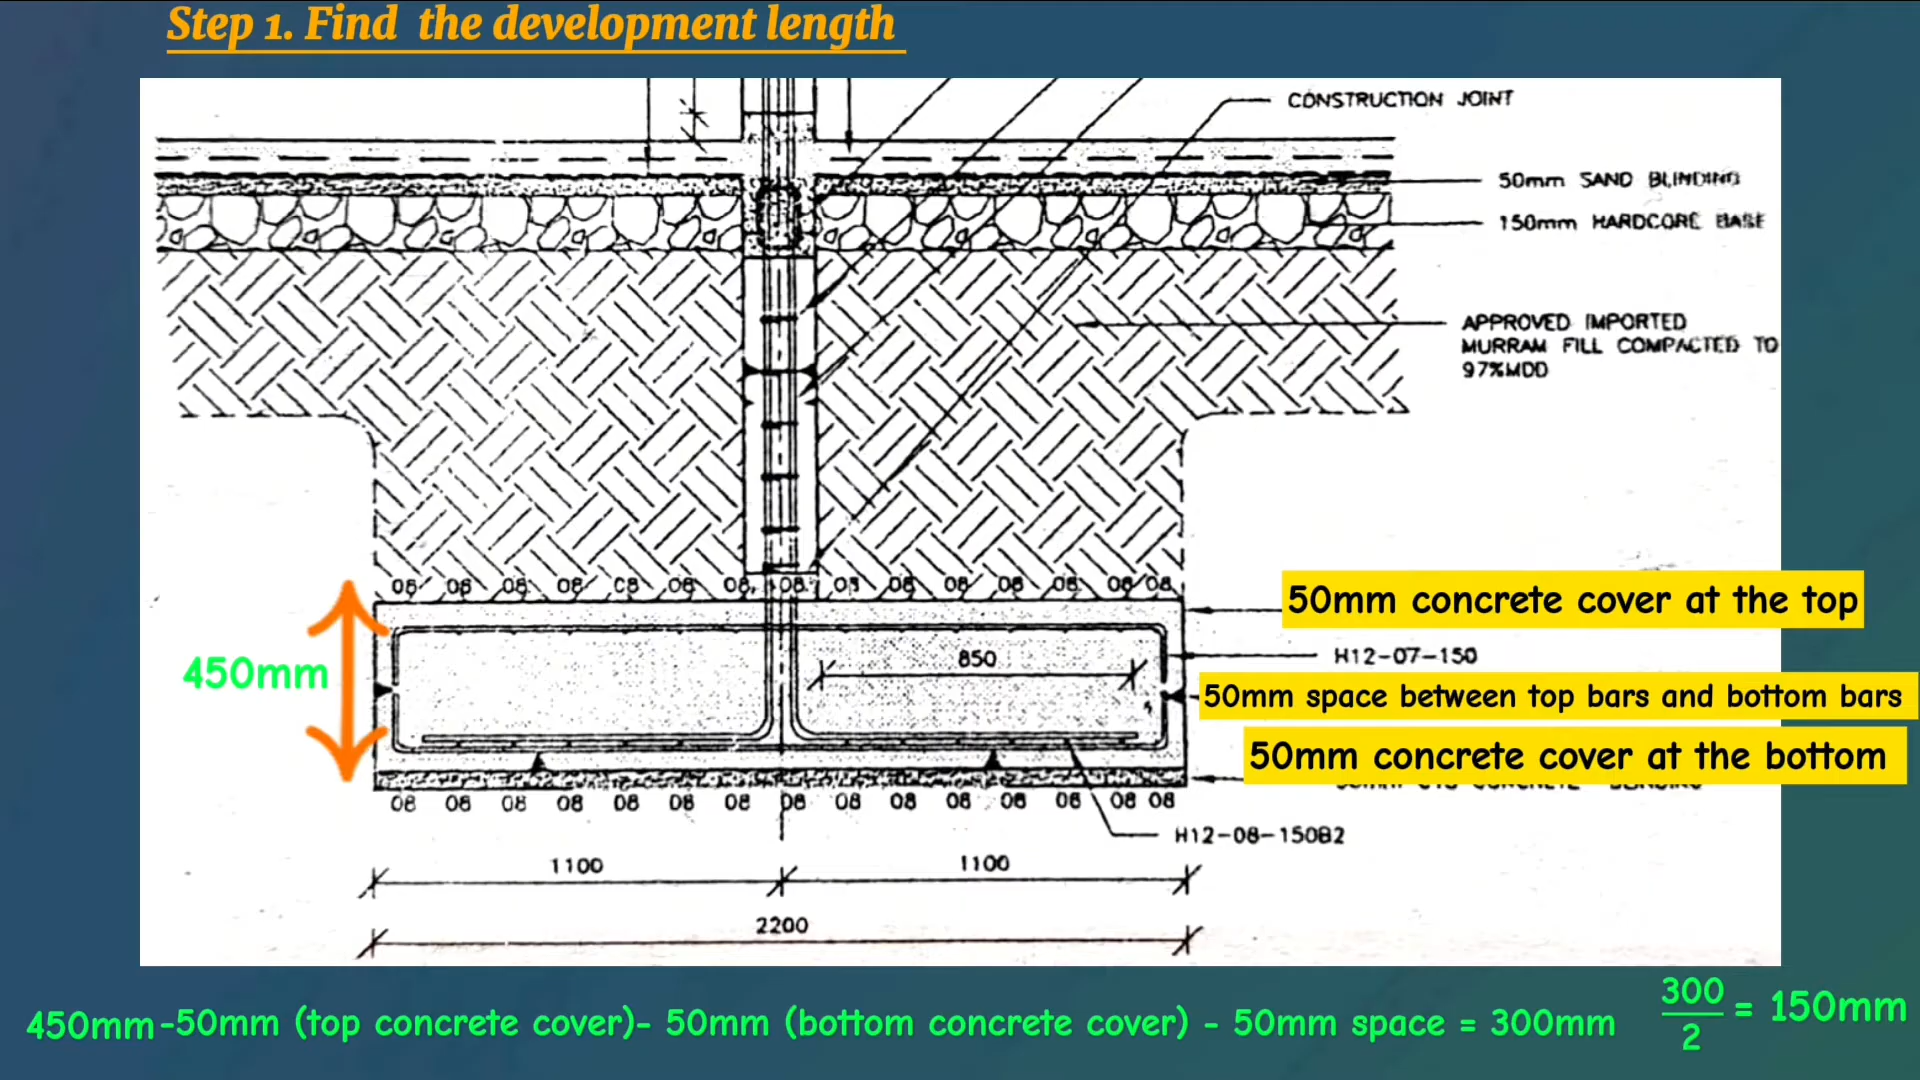 Step 1. Find the development length
CONSTRUCTION JOINT
50mm SAND BLINDING
150mm HARDCORE BASE
APPROVED IMPORTED
MURRAM FILL COMPACTED TO
97%MDD
08 08 08 08 08 08 08 08 08 08 08 08 08 08 08
50mm concrete cover at the top
850
H12-07-150
450mm
50mm space between top bars and bottom bars
50mm concrete cover at the bottom
08 08 08 08 08 08 08 08 08 08 08 08 08 08 08
H12-08-150B2
1100 1100
2200
450mm-50mm (top concrete cover)- 50mm (bottom concrete cover) - 50mm space = 300mm
300
= 150mm
2